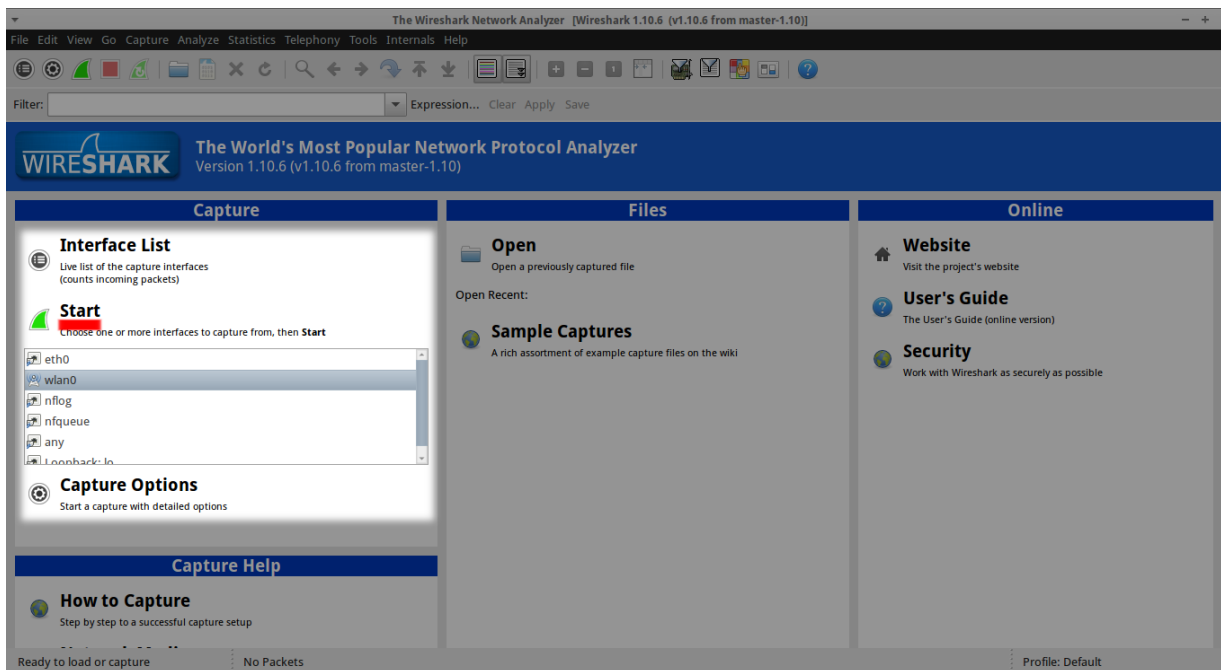 The Wireshark Network Analyzer [Wireshark 1.10.6 (v1.10.6 from master-1.10)]
File Edit View Go Capture Analyze Statistics Telephony Tools Internals Help
Filter:
Expression... Clear Apply Save
WIRESHARK
The World's Most Popular Network Protocol Analyzer
Version 1.10.6 (v1.10.6 from master-1.10)
Capture
Interface List
Live list of the capture interfaces
(counts incoming packets)
Start
Choose one or more interfaces to capture from, then Start
eth0
wlan0
nflog
nfqueue
any
Loopback: lo
Capture Options
Start a capture with detailed options
Capture Help
How to Capture
Step by step to a successful capture setup
Files
Open
Open a previously captured file
Open Recent:
Sample Captures
A rich assortment of example capture files on the wiki
Online
Website
Visit the project's website
User's Guide
The User's Guide (online version)
Security
Work with Wireshark as securely as possible
Ready to load or capture
No Packets
Profile: Default